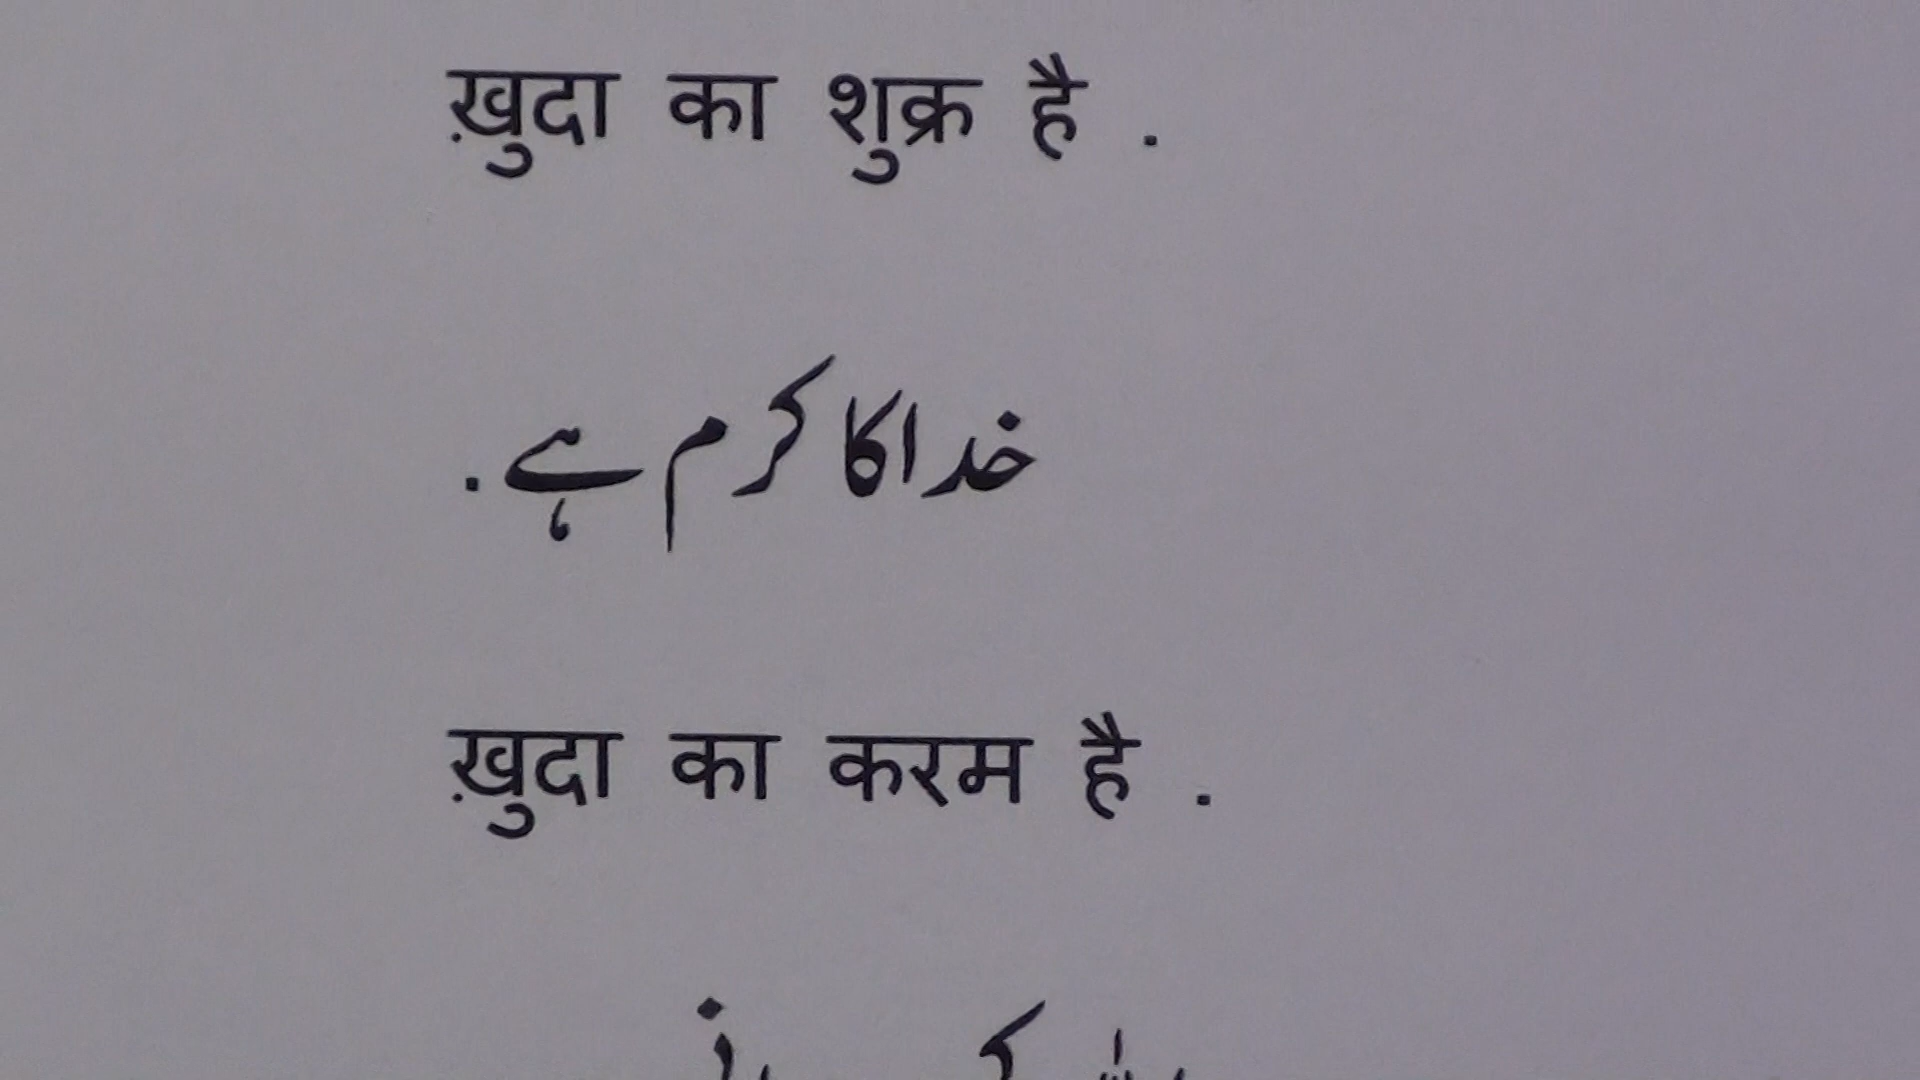 ख़ुदा का शुक्र है .
خدا کا کرم ہے .
ख़ुदा का करम है .